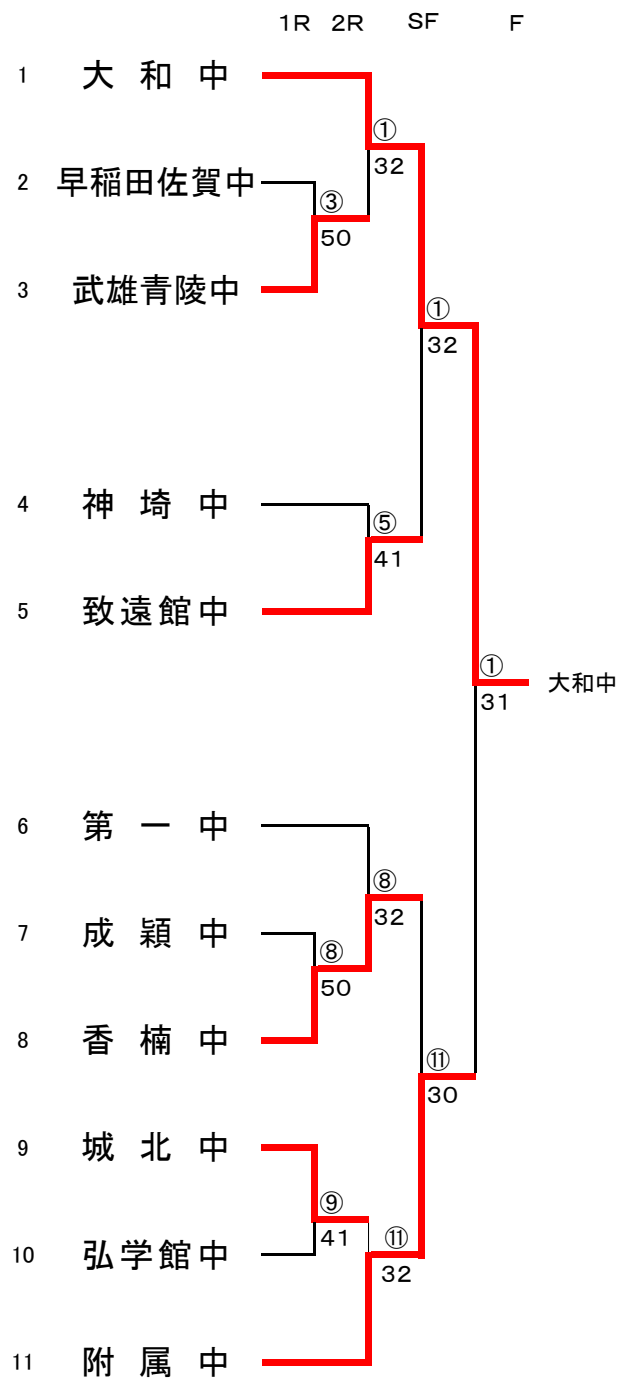 1R 2R SF F
1 大和中
①
32
2 早稲田佐賀中
③
50
3 武雄青陵中
①
32
4 神埼中
⑤
41
5 致遠館中
①
31
大和中
6 第一中
⑧
32
7 成穎中
⑧
50
8 香楠中
⑪
30
9 城北中
⑨
41
10 弘学館中
⑪
32
11 附属中